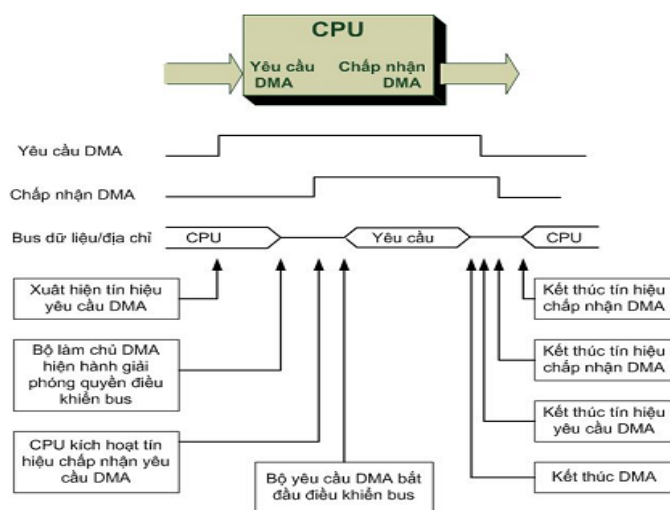 CPU
Yêu cầu
DMA
Chấp nhận
DMA
Yêu cầu DMA
Chấp nhận DMA
Bus dữ liệu/địa chỉ
CPU
Yêu cầu
CPU
Xuât hiện tín hiệu
yêu cầu DMA
Bộ làm chủ DMA
hiện hành giải
phóng quyền điều
khiển bus
CPU kích hoạt tín
hiệu chấp nhận yêu
cầu DMA
Bộ yêu cầu DMA bắt
đầu điều khiển bus
Kết thúc tín hiệu
chấp nhận DMA
Kết thúc tín hiệu
chấp nhận DMA
Kết thúc tín hiệu
yêu cầu DMA
Kết thúc DMA